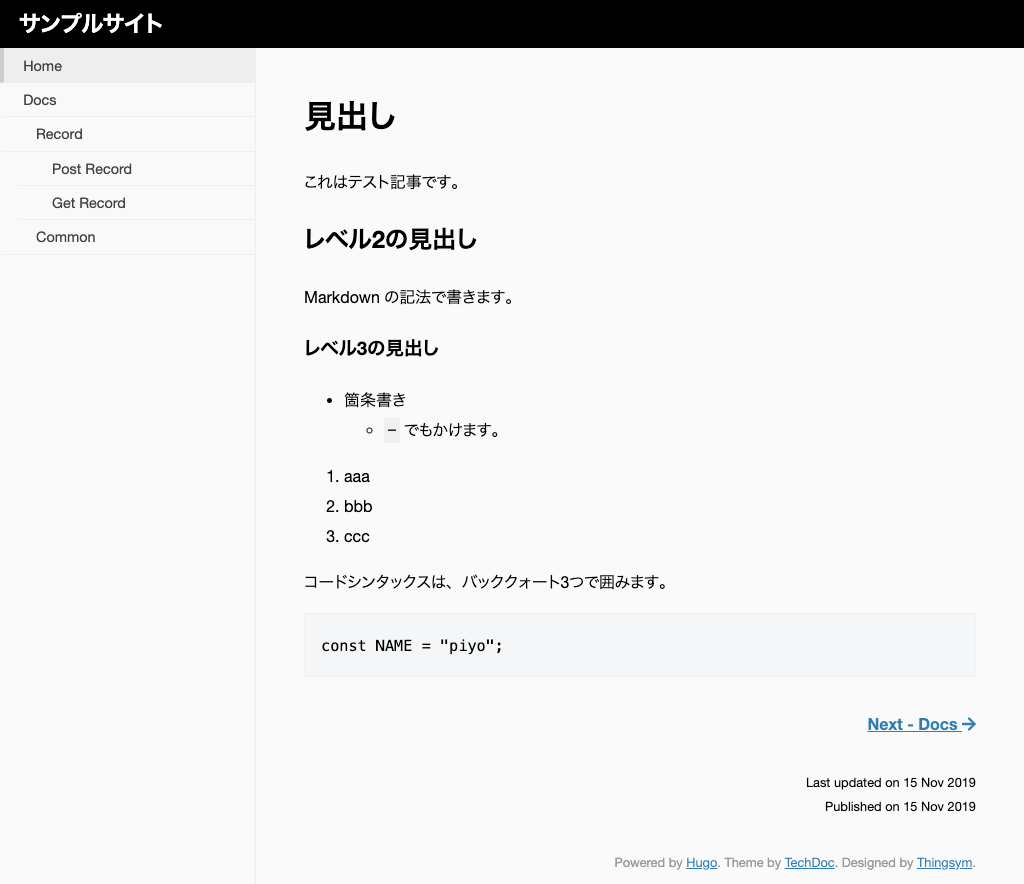 サンプルサイト
Home
Docs
Record
Post Record
Get Record
Common
見出し
これはテスト記事です。
レベル2の見出し
Markdown の記法で書きます。
レベル3の見出し
• 箇条書き
◦ - でもかけます。
1. aaa
2. bbb
3. ccc
コードシンタックスは、バッククォート3つで囲みます。
const NAME = "piyo";
Next - Docs →
Last updated on 15 Nov 2019
Published on 15 Nov 2019
Powered by Hugo. Theme by TechDoc. Designed by Thingsym.